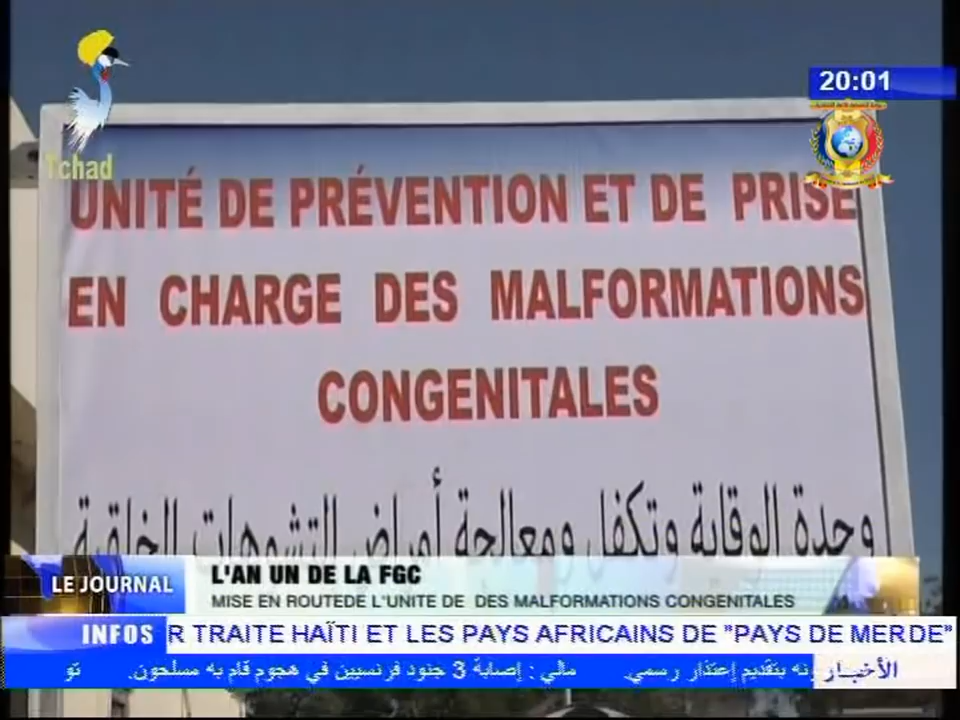 20:01
Tchad
UNITÉ DE PRÉVENTION ET DE PRISE
EN CHARGE DES MALFORMATIONS
CONGENITALES
وحدة الوقاية وتكفل ومعالجة أمراض التشوهات الخلقية
LE JOURNAL
L'AN UN DE LA FGC
MISE EN ROUTEDE L'UNITE DE DES MALFORMATIONS CONGENITALES
INFOS
R TRAITE HAÏTI ET LES PAYS AFRICAINS DE "PAYS DE MERDE"
الأخبار
ونه بتقديم إعتذار رسمي. مالي : إصابة 3 جنود فرنسيين في هجوم قام به مسلحون. تو